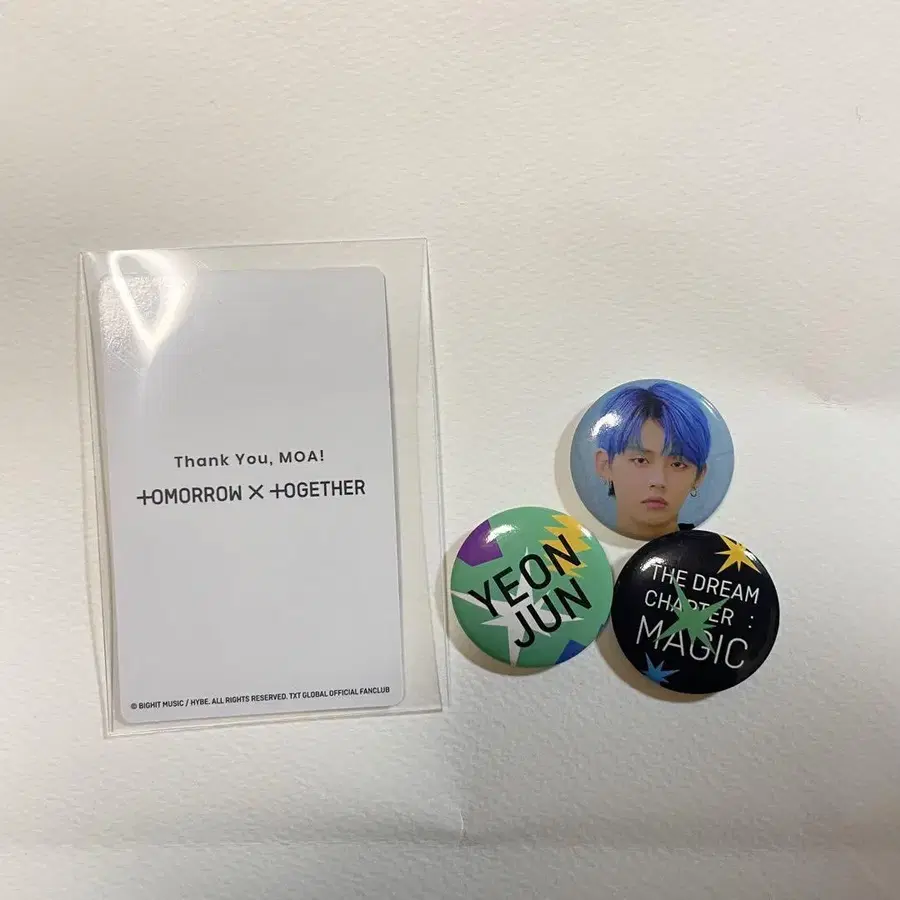 Thank You, MOA!
TOMORROW X TOGETHER
© BIGHIT MUSIC / HYBE. ALL RIGHTS RESERVED. TXT GLOBAL OFFICIAL FANCLUB
YEON
JUN
THE DREAM
CHAPTER :
MAGIC